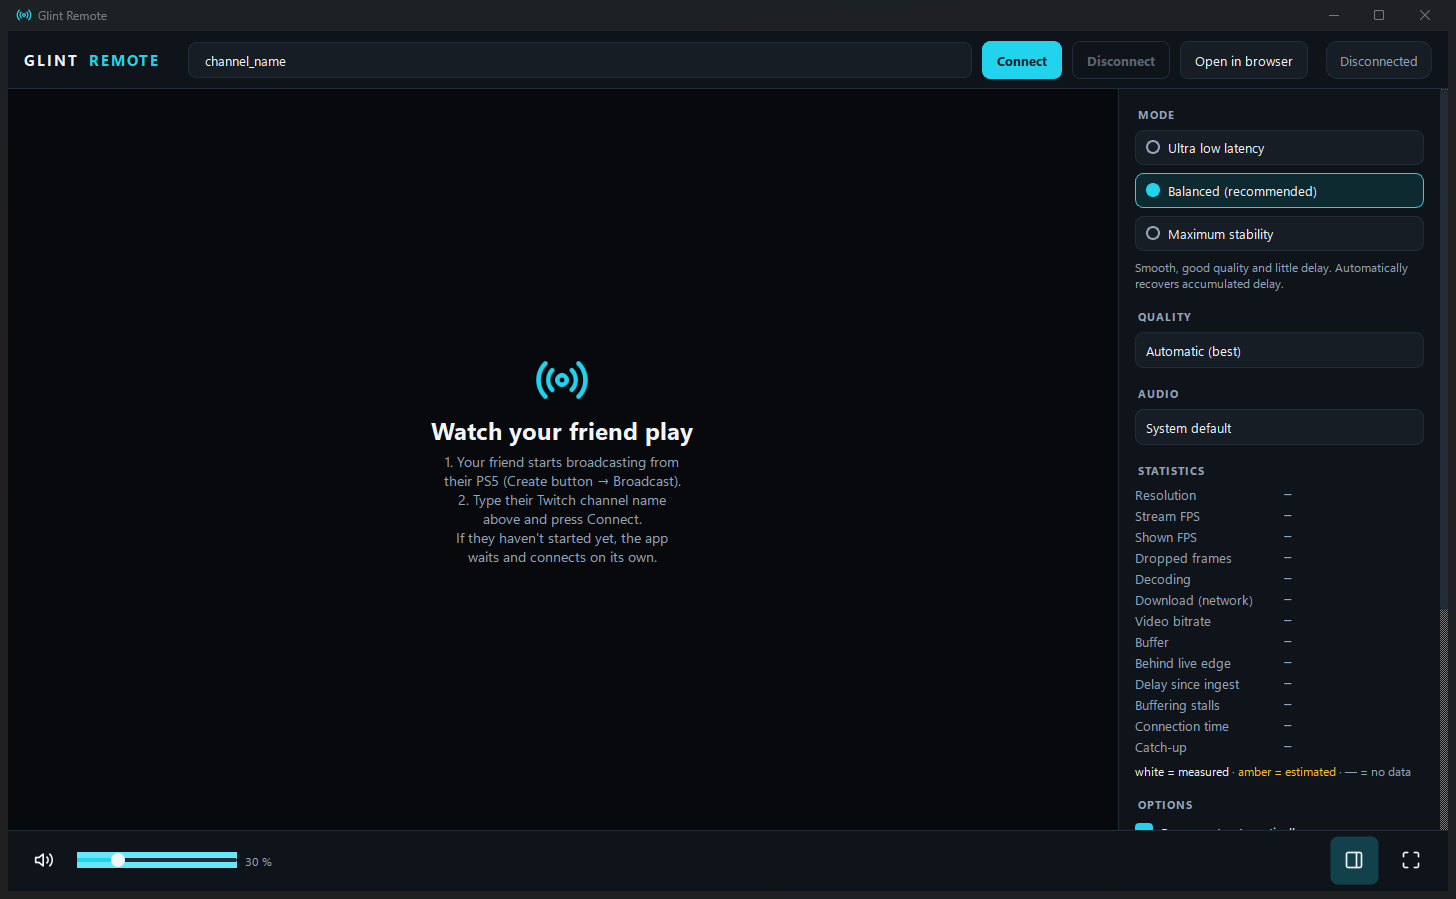 Glint Remote
GLINT REMOTE
channel_name
Connect
Disconnect
Open in browser
Disconnected
MODE
Ultra low latency
Balanced (recommended)
Maximum stability
Smooth, good quality and little delay. Automatically
recovers accumulated delay.
QUALITY
Automatic (best)
AUDIO
System default
STATISTICS
Resolution –
Stream FPS –
Shown FPS –
Dropped frames –
Decoding –
Download (network) –
Video bitrate –
Buffer –
Behind live edge –
Delay since ingest –
Buffering stalls –
Connection time –
Catch-up –
white = measured · amber = estimated · — = no data
OPTIONS
Watch your friend play
1. Your friend starts broadcasting from
their PS5 (Create button → Broadcast).
2. Type their Twitch channel name
above and press Connect.
If they haven't started yet, the app
waits and connects on its own.
30 %